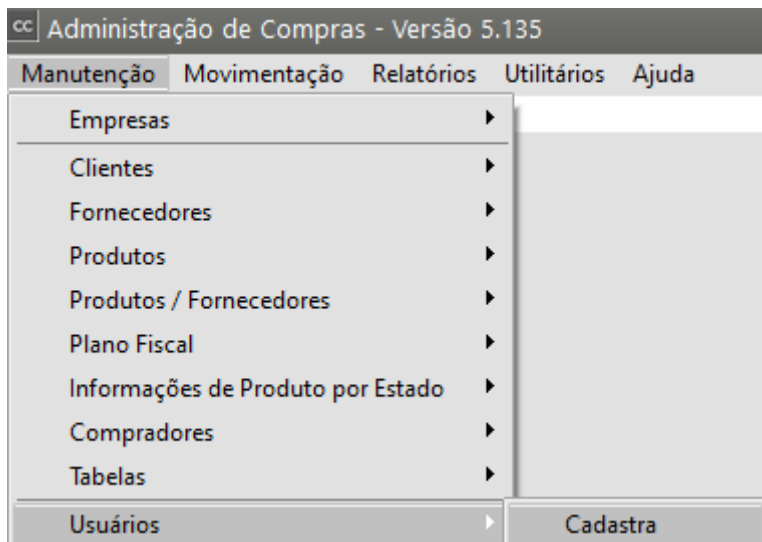 cc Administração de Compras - Versão 5.135
Manutenção Movimentação Relatórios Utilitários Ajuda
Empresas
Clientes
Fornecedores
Produtos
Produtos / Fornecedores
Plano Fiscal
Informações de Produto por Estado
Compradores
Tabelas
Usuários Cadastra